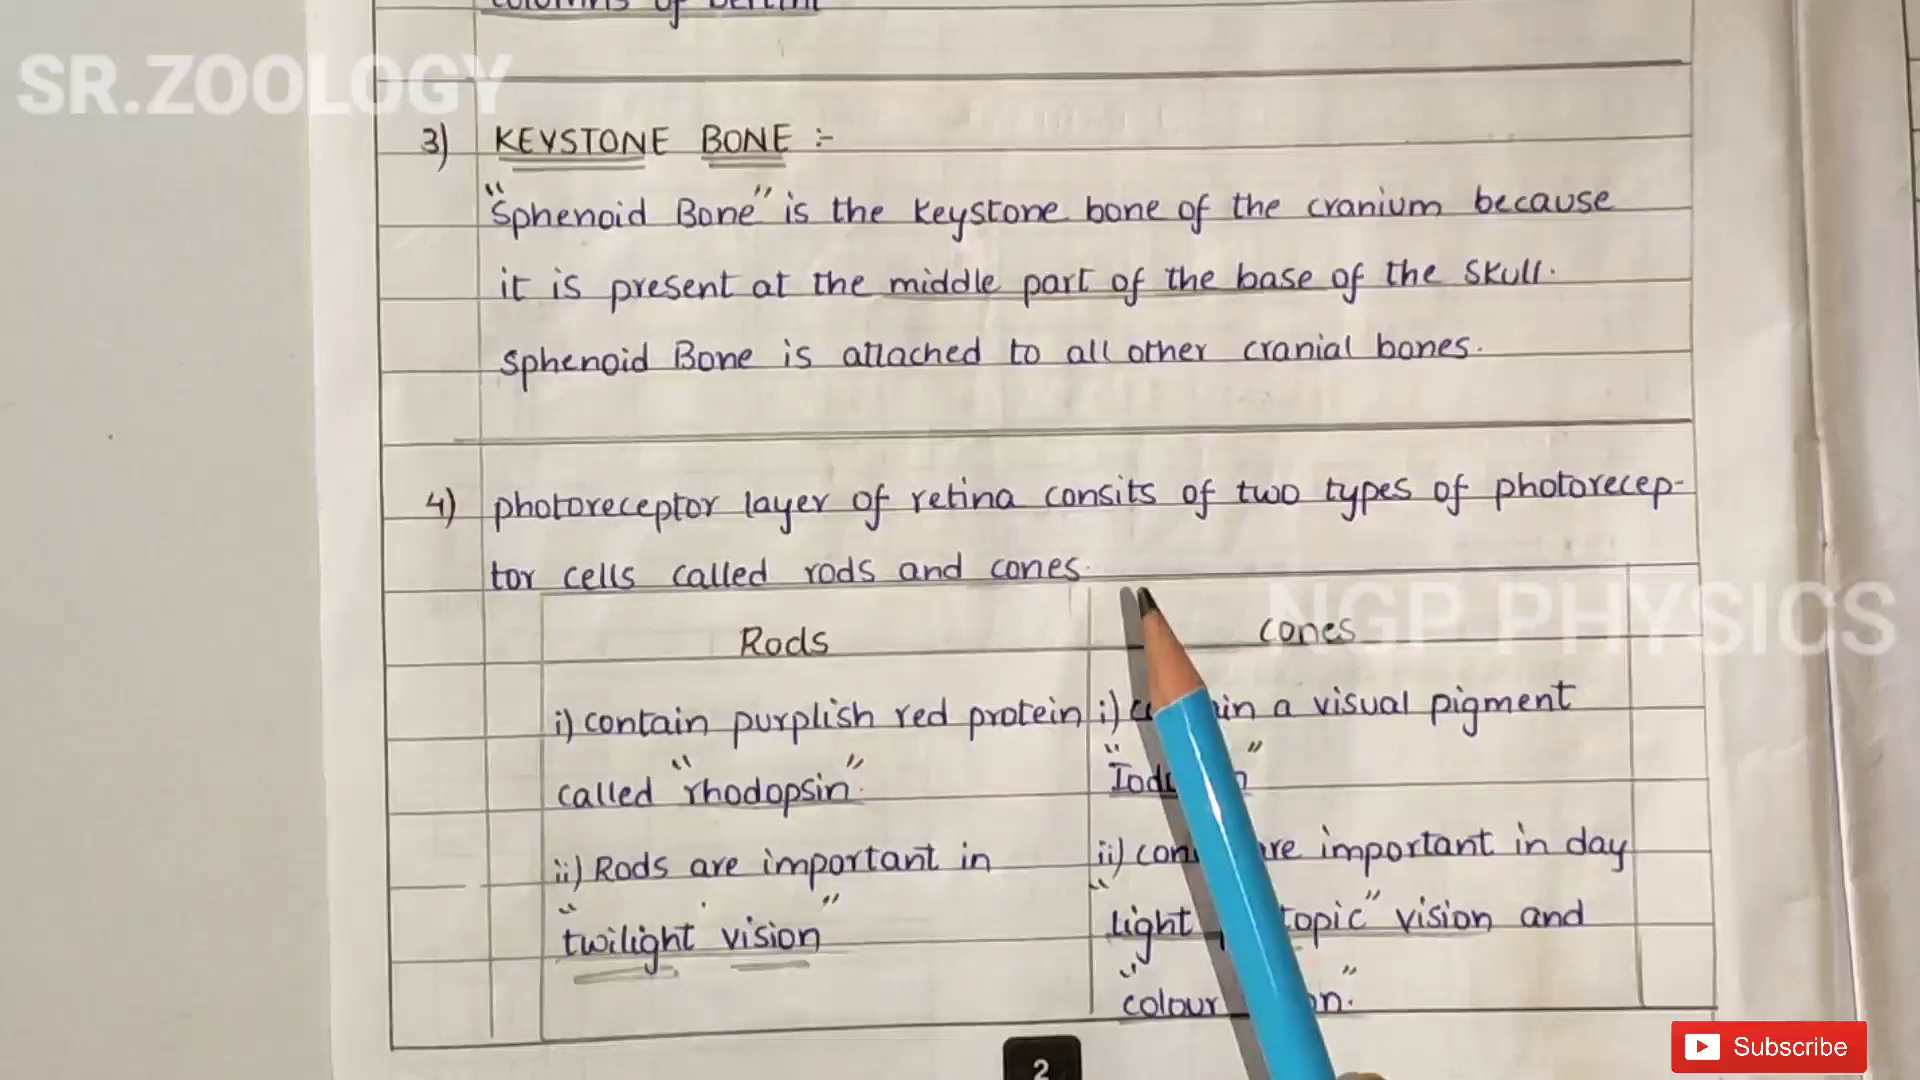 columns of Bertini
SR.ZOOLOGY
3) KEYSTONE BONE :-
"Sphenoid Bone" is the keystone bone of the cranium because
it is present at the middle part of the base of the skull.
Sphenoid Bone is attached to all other cranial bones.
4) photoreceptor layer of retina consits of two types of photorecep-
tor cells called rods and cones.
NGP PHYSICS
Rods
i) contain purplish red protein
called "rhodopsin".
ii) Rods are important in
"twilight vision"
cones
i) a visual pigment
ii) are important in day
"light vision and
"colour
2
Subscribe